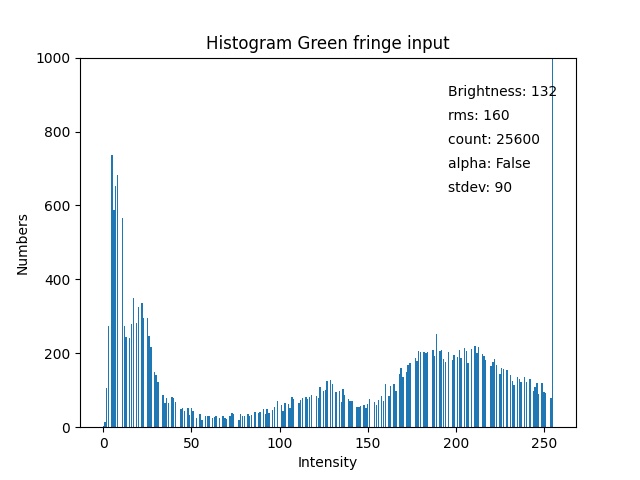 Histogram Green fringe input
1000
800
600
400
200
0
Numbers
Brightness: 132
rms: 160
count: 25600
alpha: False
stdev: 90
0 50 100 150 200 250
Intensity